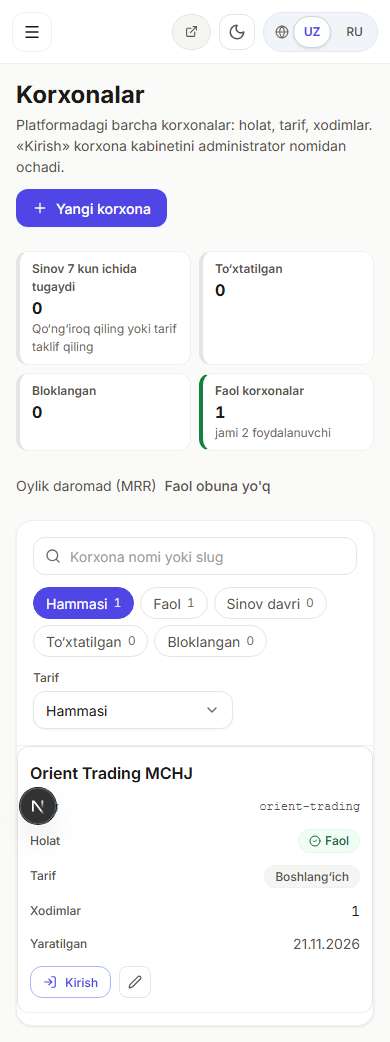 UZ RU
Korxonalar
Platformadagi barcha korxonalar: holat, tarif, xodimlar.
«Kirish» korxona kabinetini administrator nomidan
ochadi.
+ Yangi korxona
Sinov 7 kun ichida
tugaydi
0
Qo‘ng‘iroq qiling yoki tarif
taklif qiling
To‘xtatilgan
0
Bloklangan
0
Faol korxonalar
1
jami 2 foydalanuvchi
Oylik daromad (MRR) Faol obuna yo'q
Korxona nomi yoki slug
Hammasi 1 Faol 1 Sinov davri 0
To‘xtatilgan 0 Bloklangan 0
Tarif
Hammasi
Orient Trading MCHJ
N orient-trading
Holat Faol
Tarif Boshlang‘ich
Xodimlar 1
Yaratilgan 21.11.2026
Kirish